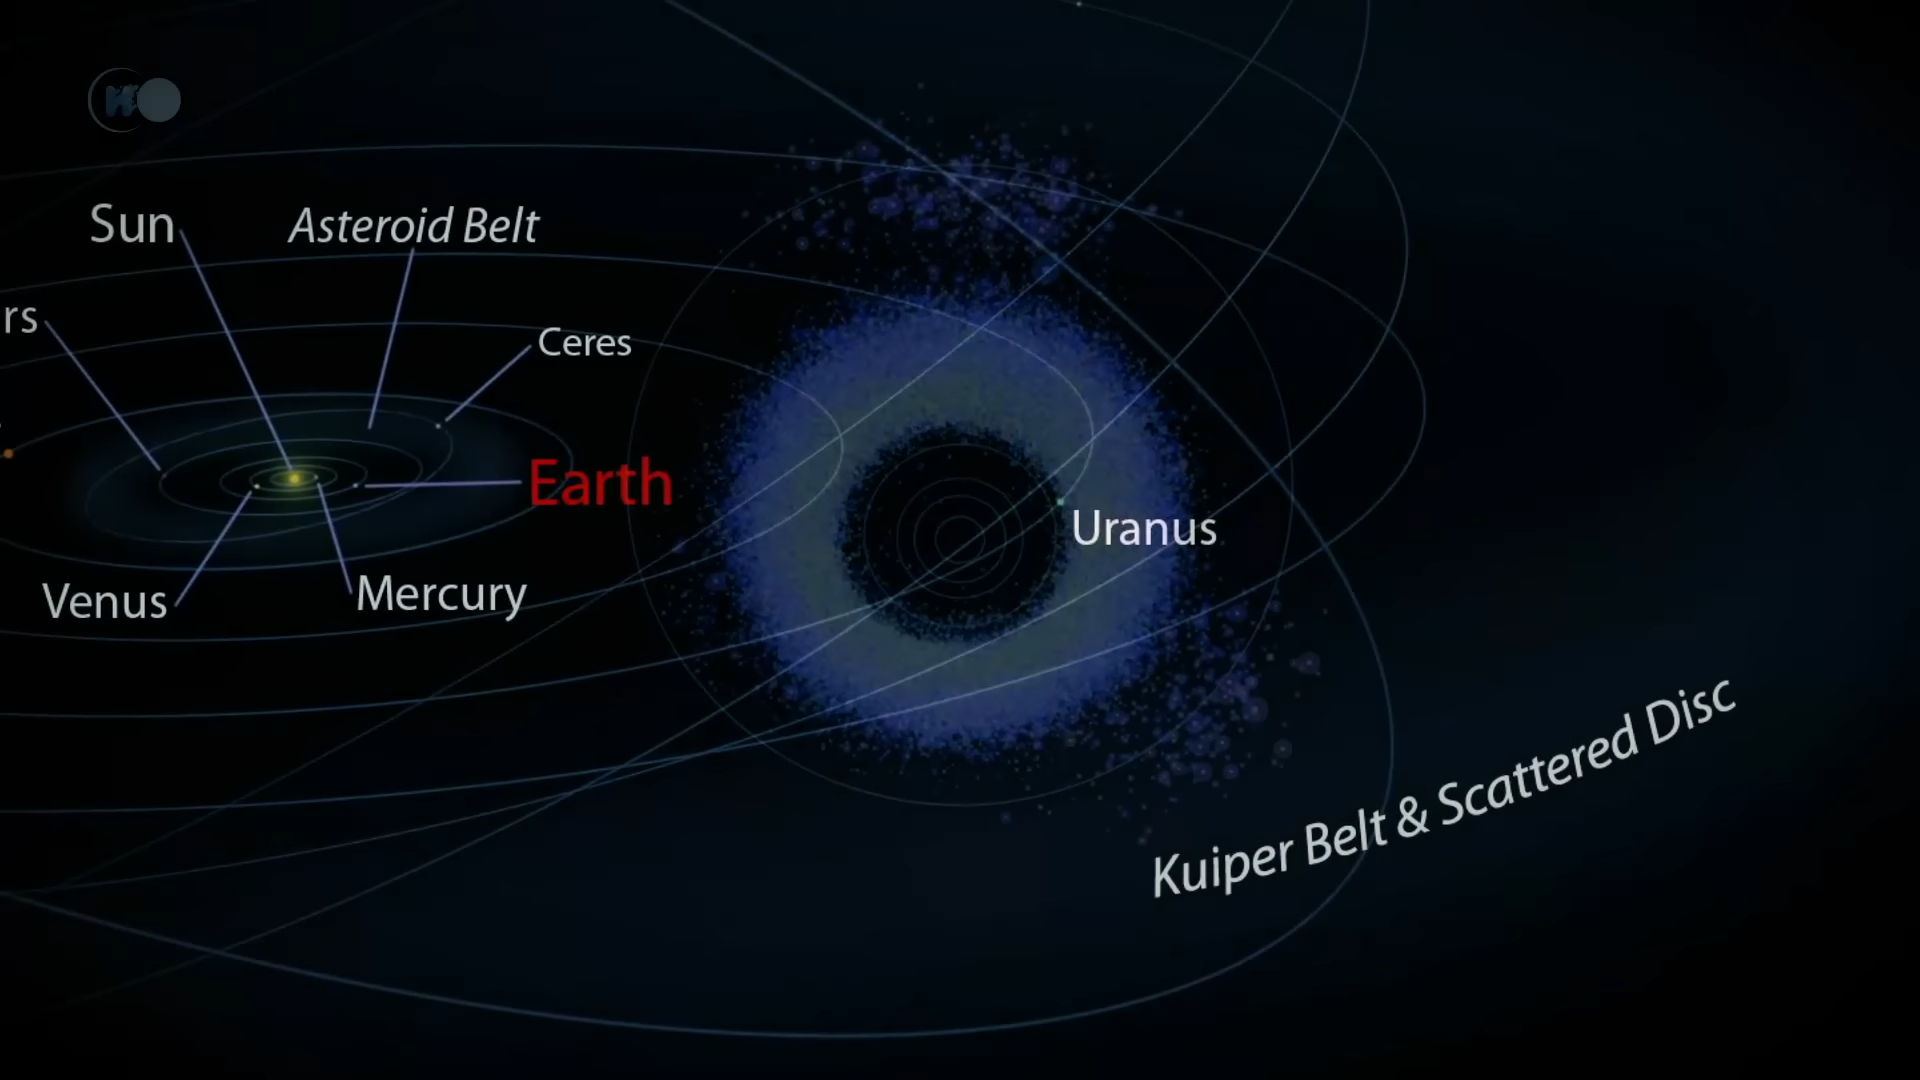 Sun
Asteroid Belt
rs
Ceres
Earth
Uranus
Venus
Mercury
Kuiper Belt & Scattered Disc